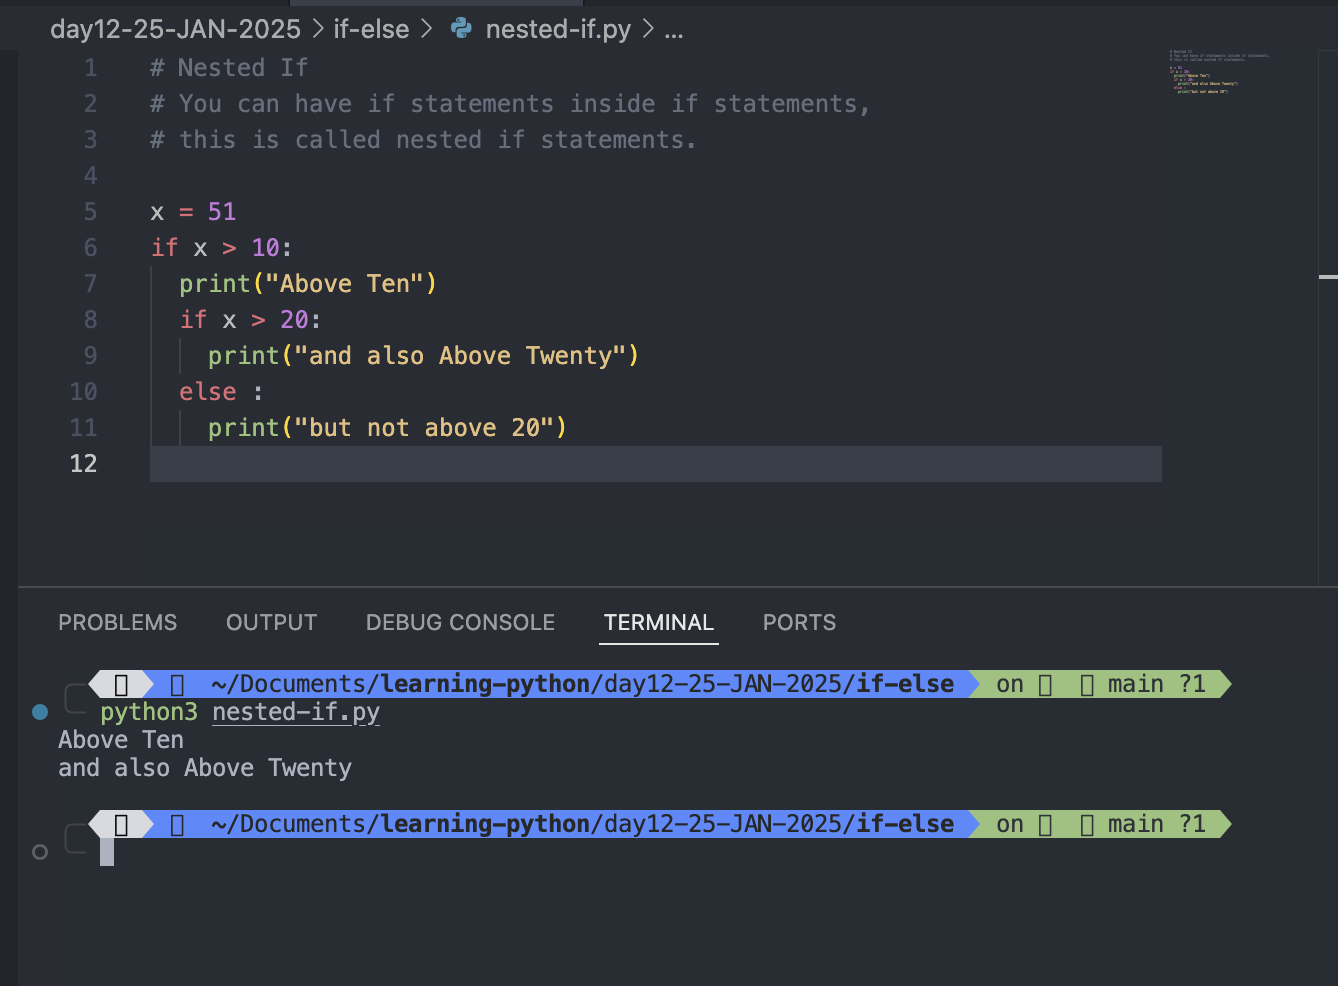 day12-25-JAN-2025 > if-else > nested-if.py > ...
1 # Nested If
2 # You can have if statements inside if statements,
3 # this is called nested if statements.
4
5 x = 51
6 if x > 10:
7   print("Above Ten")
8   if x > 20:
9     print("and also Above Twenty")
10   else :
11     print("but not above 20")
12
PROBLEMS OUTPUT DEBUG CONSOLE TERMINAL PORTS
~/Documents/learning-python/day12-25-JAN-2025/if-else on main ?1
python3 nested-if.py
Above Ten
and also Above Twenty
~/Documents/learning-python/day12-25-JAN-2025/if-else on main ?1